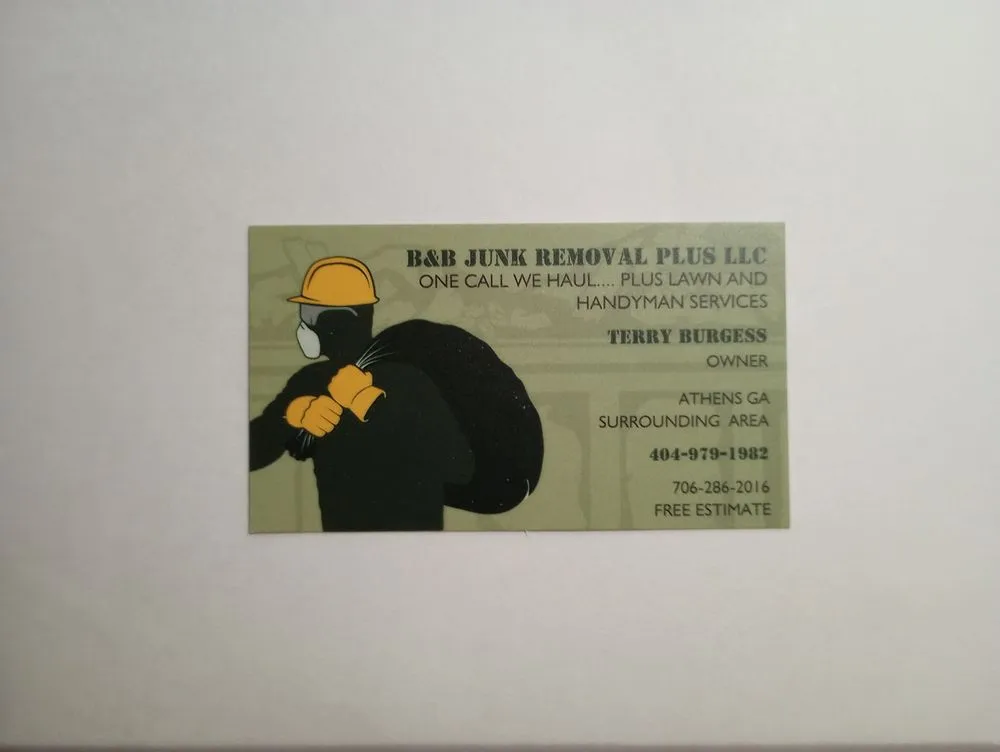 B&B JUNK REMOVAL PLUS LLC
ONE CALL WE HAUL.... PLUS LAWN AND
HANDYMAN SERVICES
TERRY BURGESS
OWNER
ATHENS GA
SURROUNDING AREA
404-979-1982
706-286-2016
FREE ESTIMATE